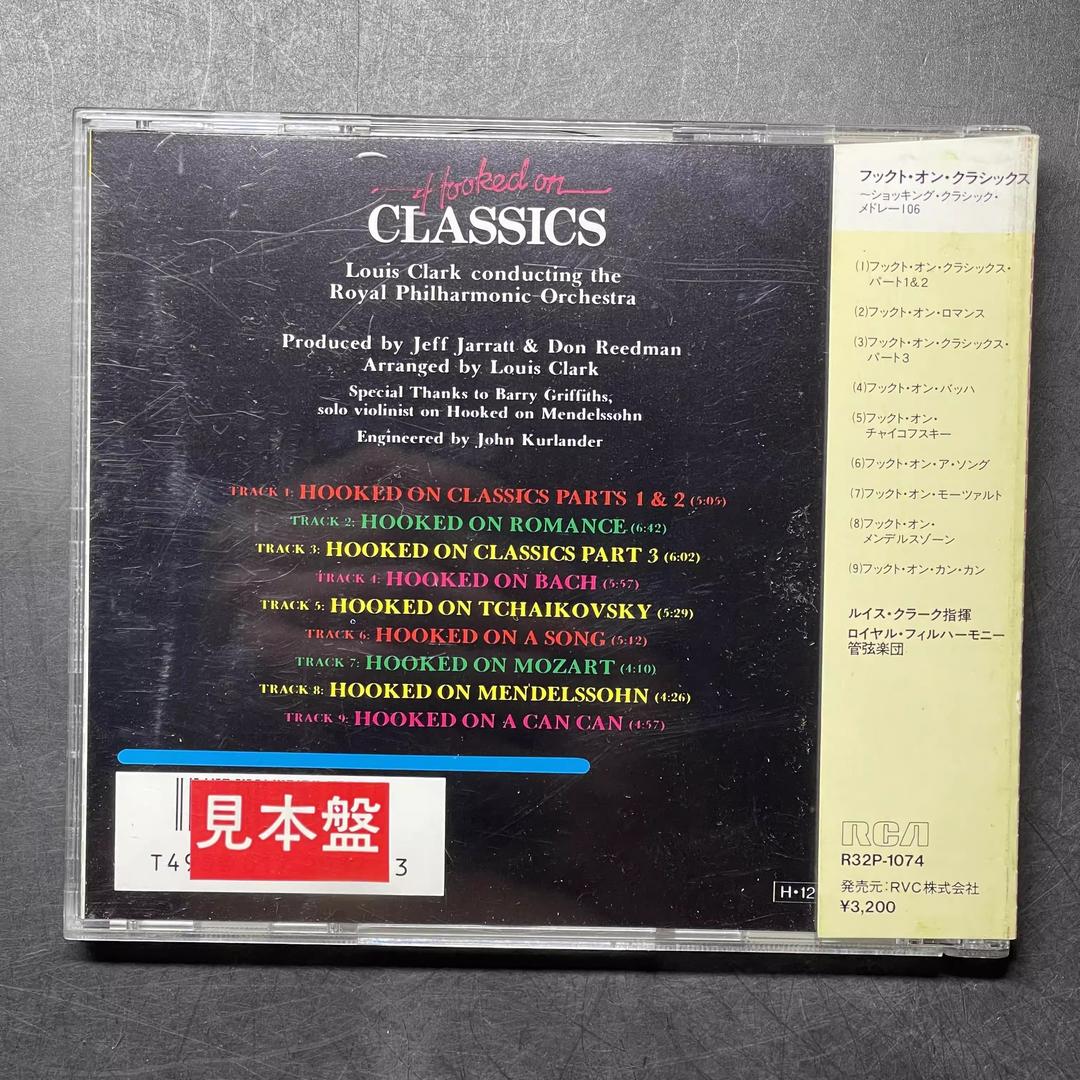 Hooked on
CLASSICS
Louis Clark conducting the
Royal Philharmonic Orchestra
Produced by Jeff Jarratt & Don Reedman
Arranged by Louis Clark
Special Thanks to Barry Griffiths,
solo violinist on Hooked on Mendelssohn
Engineered by John Kurlander
TRACK 1: HOOKED ON CLASSICS PARTS 1 & 2 (5:05)
TRACK 2: HOOKED ON ROMANCE (6:42)
TRACK 3: HOOKED ON CLASSICS PART 3 (6:02)
TRACK 4: HOOKED ON BACH (5:57)
TRACK 5: HOOKED ON TCHAIKOVSKY (5:29)
TRACK 6: HOOKED ON A SONG (5:12)
TRACK 7: HOOKED ON MOZART (4:10)
TRACK 8: HOOKED ON MENDELSSOHN (4:26)
TRACK 9: HOOKED ON A CAN CAN (4:57)
見本盤
T49 3
H・12
フックト・オン・クラシックス
〜ショッキング・クラシック・
メドレー106
(1)フックト・オン・クラシックス・
パート1&2
(2)フックト・オン・ロマンス
(3)フックト・オン・クラシックス・
パート3
(4)フックト・オン・バッハ
(5)フックト・オン・
チャイコフスキー
(6)フックト・オン・ア・ソング
(7)フックト・オン・モーツァルト
(8)フックト・オン・
メンデルスゾーン
(9)フックト・オン・カン・カン
ルイス・クラーク指揮
ロイヤル・フィルハーモニー
管弦楽団
RCA
R32P-1074
発売元:RVC株式会社
¥3,200